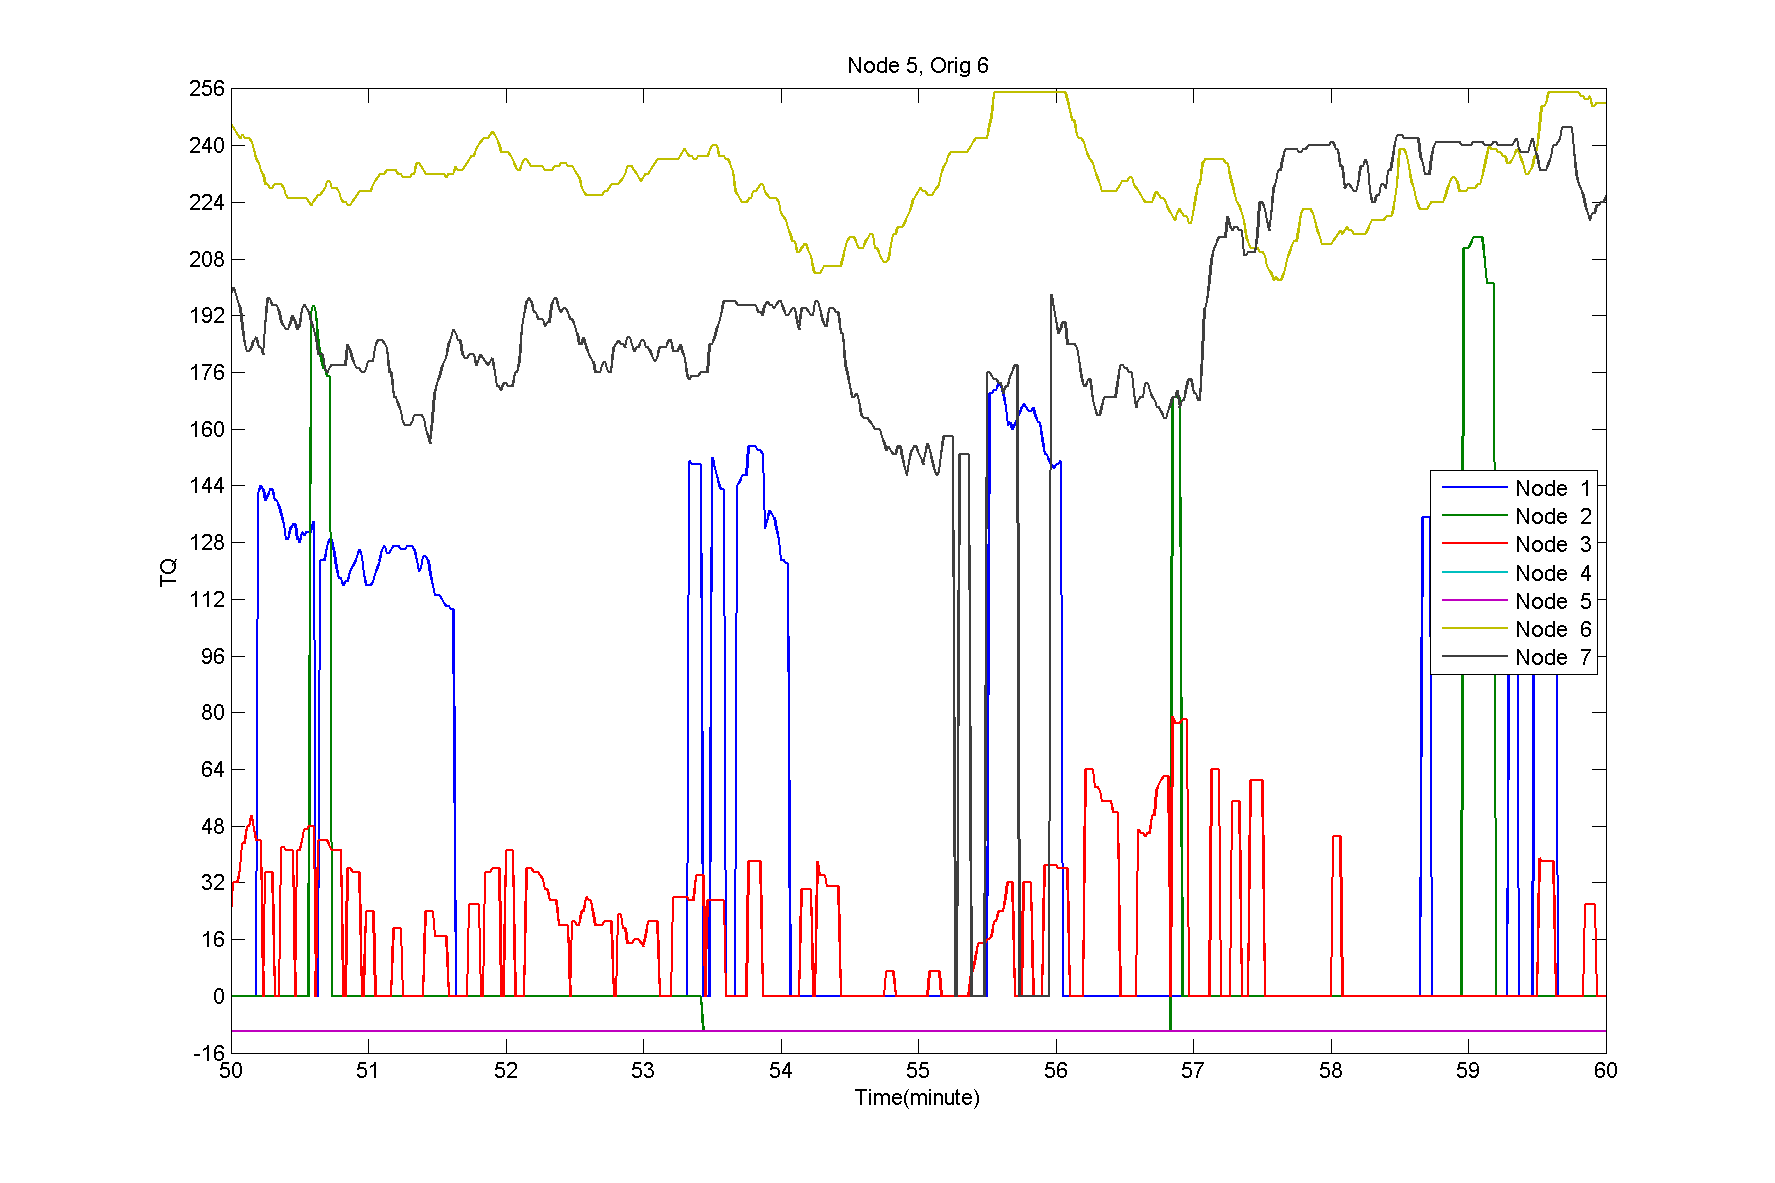 Node 5, Orig 6
256
240
224
208
192
176
160
144
128
112
96
80
64
48
32
16
0
-16
TQ
Node 1
Node 2
Node 3
Node 4
Node 5
Node 6
Node 7
50 51 52 53 54 55 56 57 58 59 60
Time(minute)